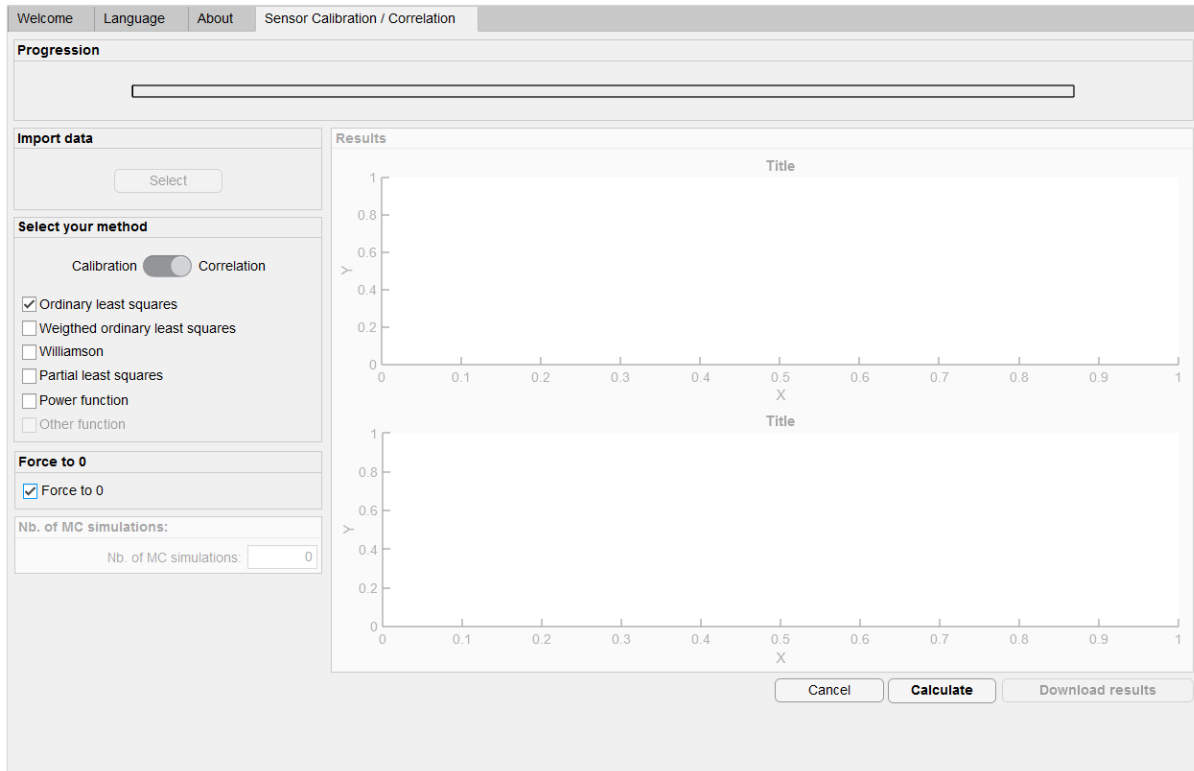 Welcome Language About Sensor Calibration / Correlation
Progression
Import data
Select
Select your method
Calibration Correlation
Ordinary least squares
Weigthed ordinary least squares
Williamson
Partial least squares
Power function
Other function
Force to 0
Force to 0
Nb. of MC simulations:
Nb. of MC simulations: 0
Results
Title
1
0.8
0.6
0.4
0.2
0
Y
0 0.1 0.2 0.3 0.4 0.5 0.6 0.7 0.8 0.9 1
X
Title
1
0.8
0.6
0.4
0.2
0
Y
0 0.1 0.2 0.3 0.4 0.5 0.6 0.7 0.8 0.9 1
X
Cancel Calculate Download results